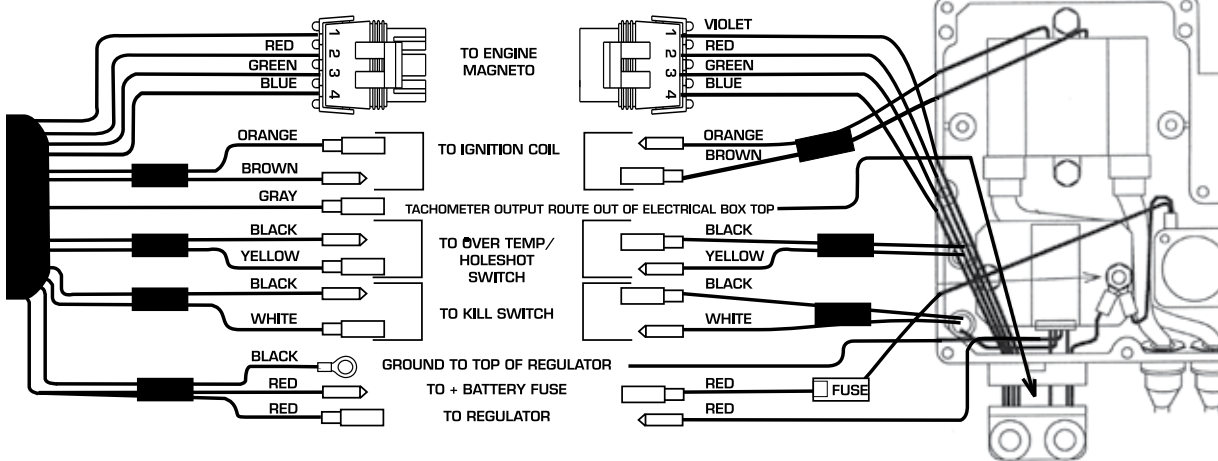 1
RED 2
GREEN 3
BLUE 4
TO ENGINE
MAGNETO
VIOLET 1
RED 2
GREEN 3
BLUE 4
ORANGE
BROWN
TO IGNITION COIL
ORANGE
BROWN
GRAY
TACHOMETER OUTPUT ROUTE OUT OF ELECTRICAL BOX TOP
BLACK
YELLOW
TO OVER TEMP/
HOLESHOT
SWITCH
BLACK
YELLOW
BLACK
WHITE
TO KILL SWITCH
BLACK
WHITE
BLACK
GROUND TO TOP OF REGULATOR
RED
TO + BATTERY FUSE
RED
FUSE
RED
TO REGULATOR
RED